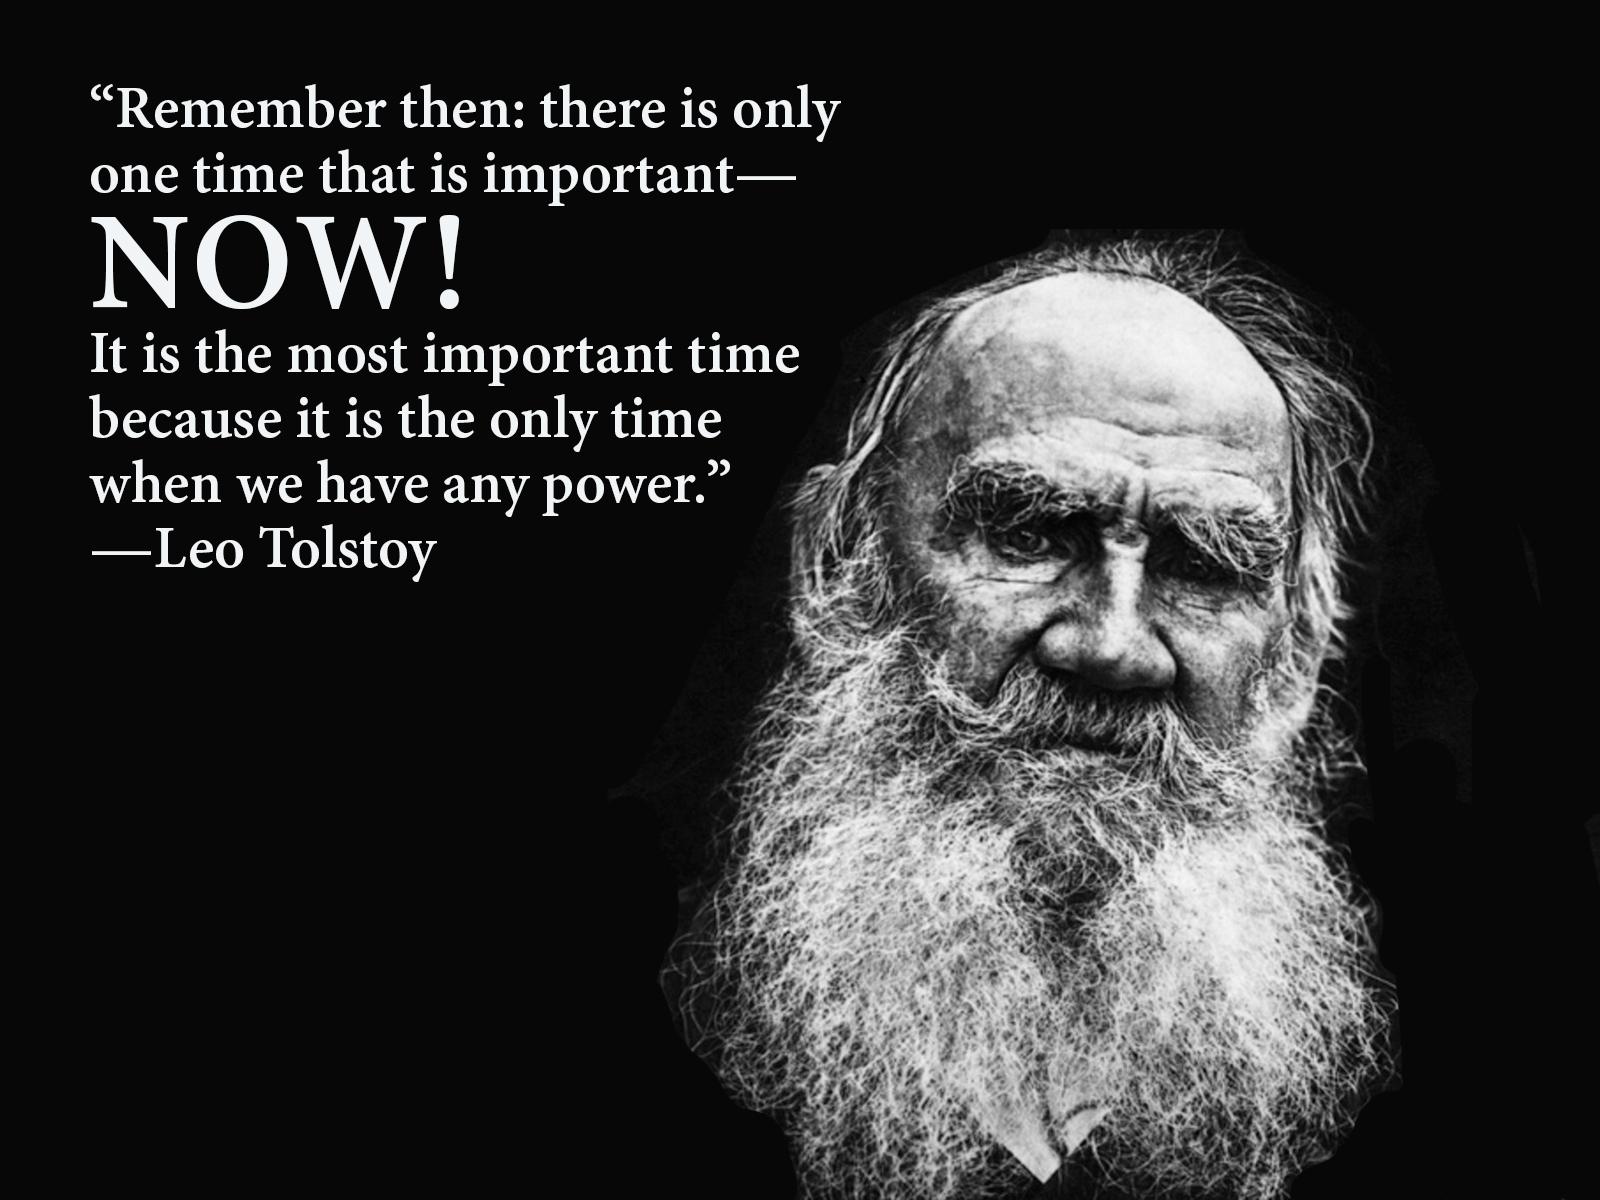 “Remember then: there is only
one time that is important—
NOW!
It is the most important time
because it is the only time
when we have any power.”
—Leo Tolstoy